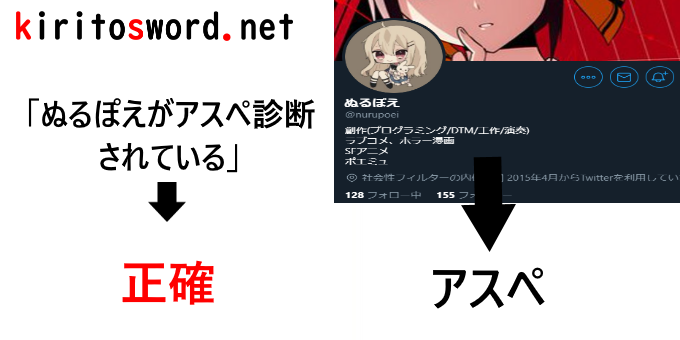 kiritosword.net
「ぬるぽえがアスペ診断
されている」
正確
ぬるぽえ
@nurupoei
創作(プログラミング/DTM/工作/演奏)
ラブコメ、ホラー漫画
SFアニメ
ポエミュ
社会性フィルターの内 2015年4月からTwitterを利用してい
128 フォロー中 155 フォ
アスペ